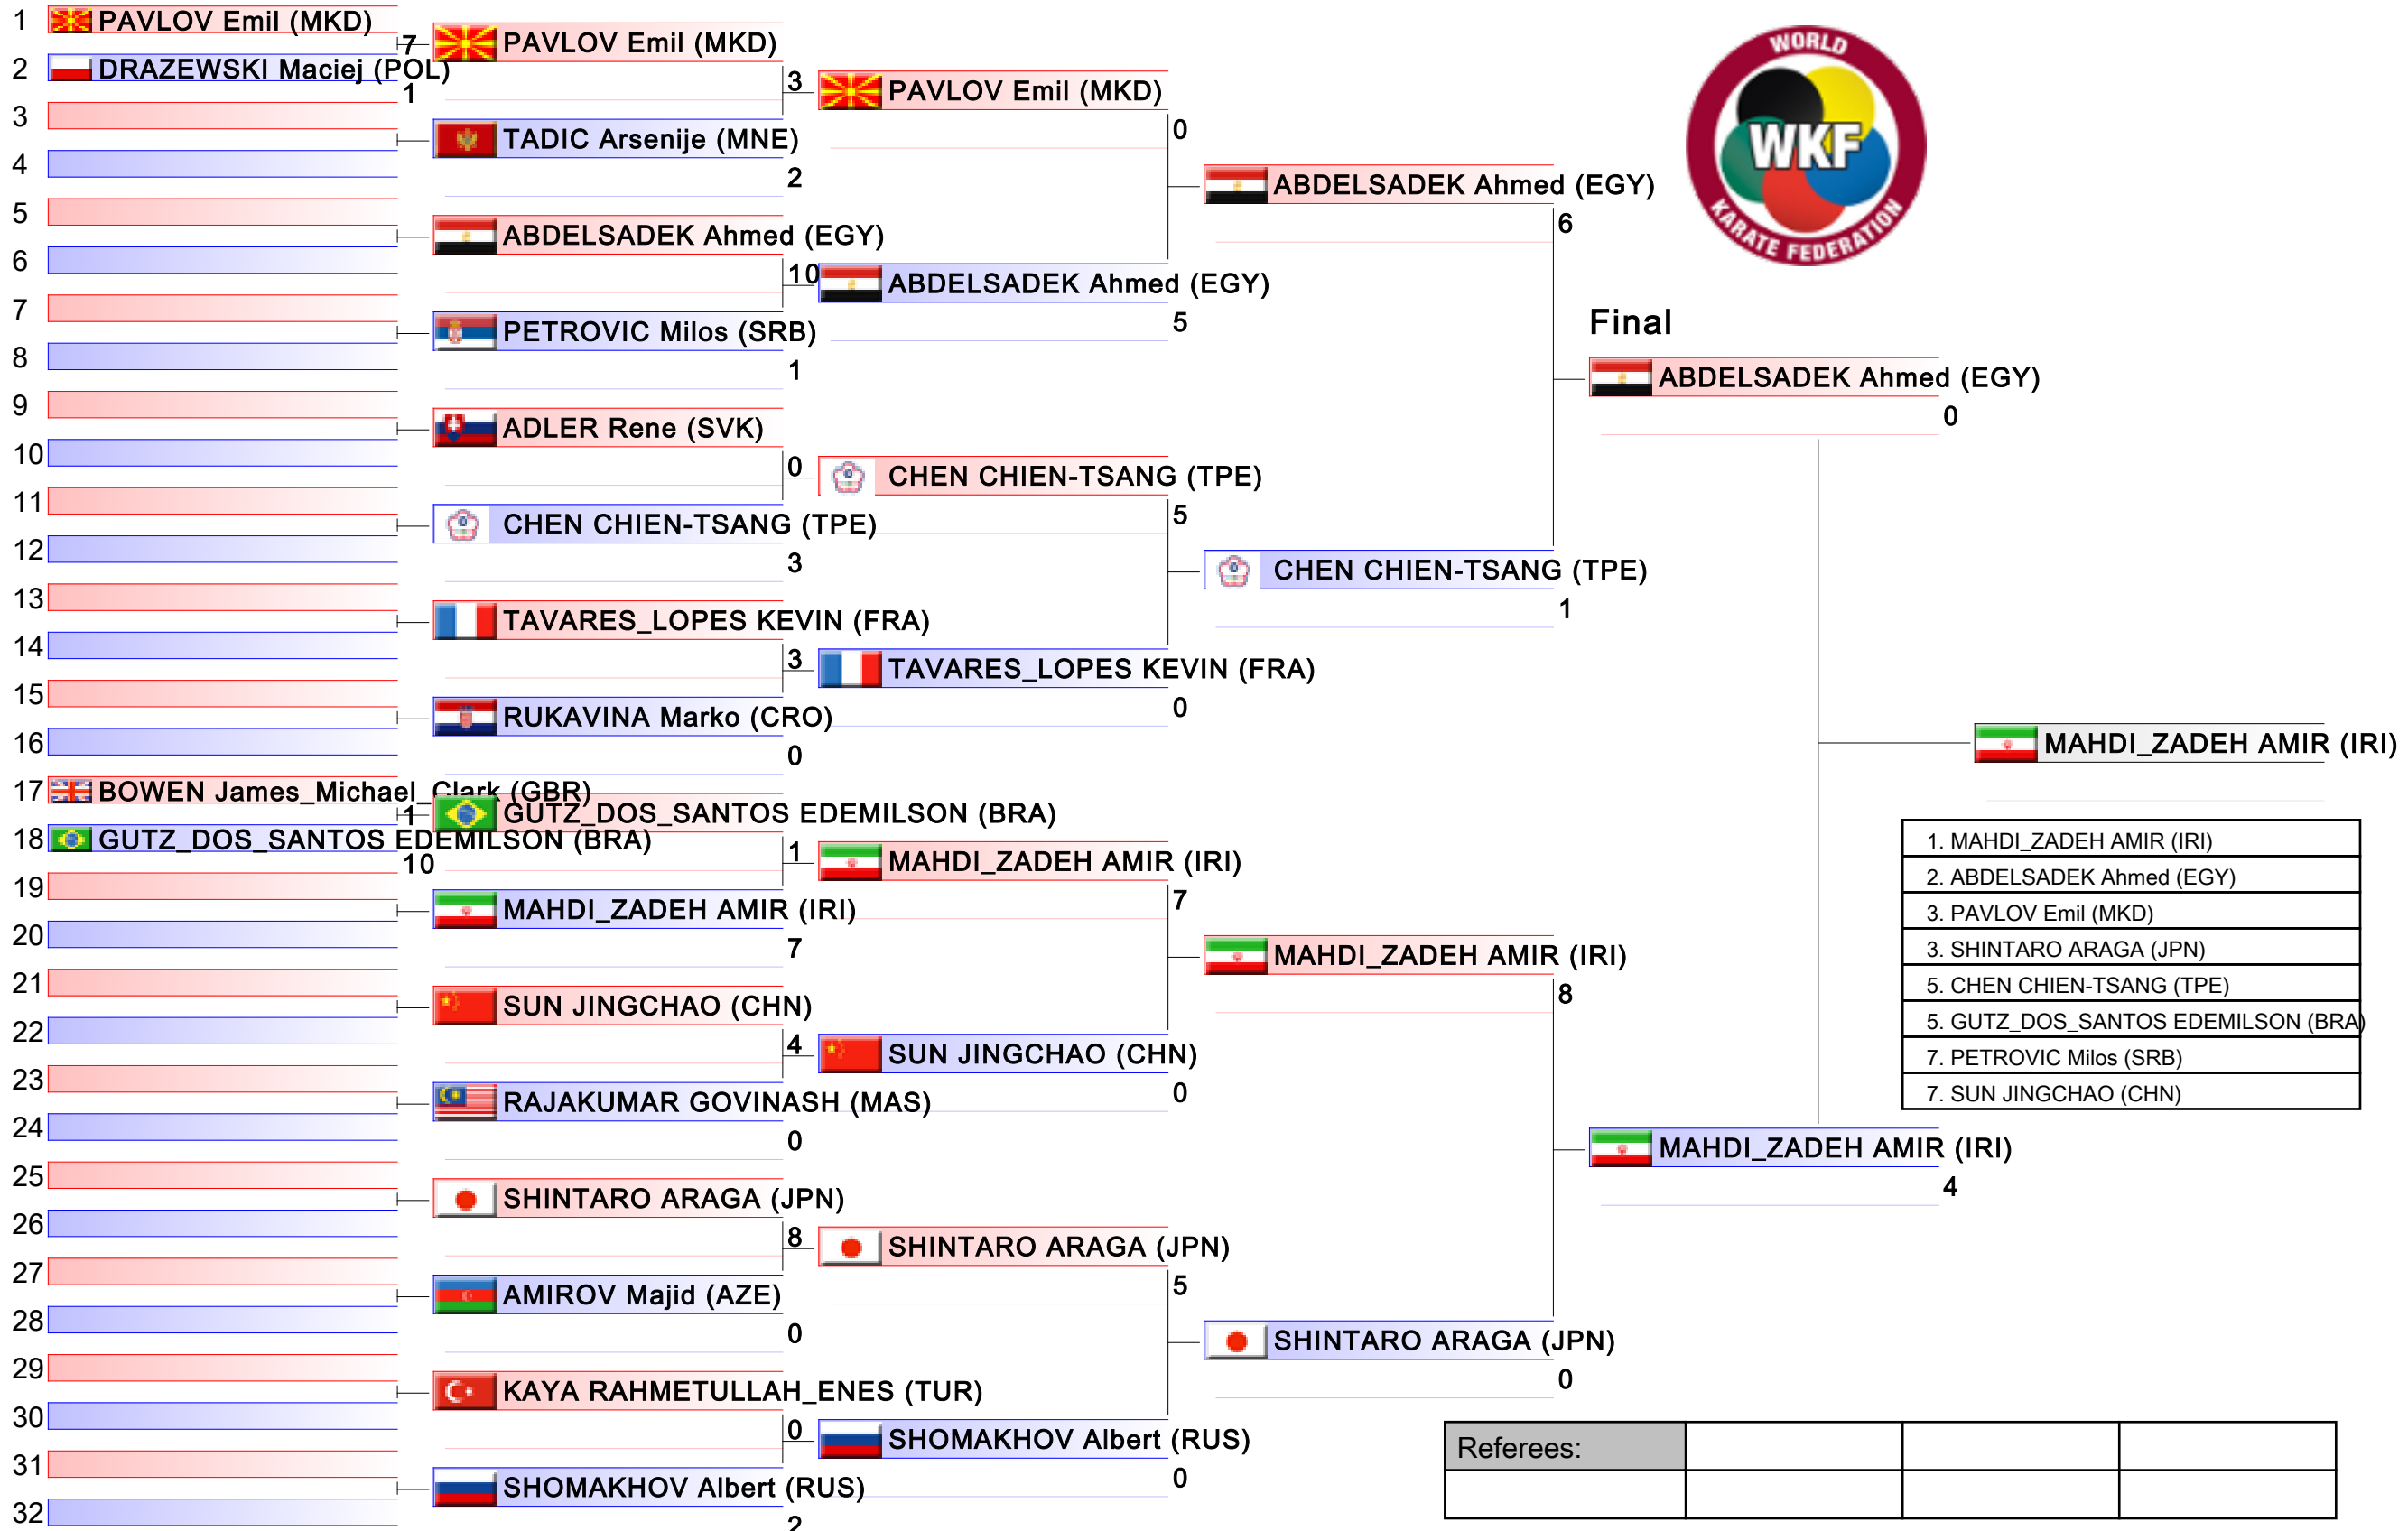 1 PAVLOV Emil (MKD)
7
2 DRAZEWSKI Maciej (POL)
1
3
4
5
6
7
8
9
10
11
12
13
14
15
16
17 BOWEN James_Michael_Clark (GBR)
1
18 GUTZ_DOS_SANTOS EDEMILSON (BRA)
10
19
20
21
22
23
24
25
26
27
28
29
30
31
32
PAVLOV Emil (MKD)
3
TADIC Arsenije (MNE)
2
ABDELSADEK Ahmed (EGY)
10
PETROVIC Milos (SRB)
1
ADLER Rene (SVK)
0
CHEN CHIEN-TSANG (TPE)
3
TAVARES_LOPES KEVIN (FRA)
3
RUKAVINA Marko (CRO)
0
GUTZ_DOS_SANTOS EDEMILSON (BRA)
1
MAHDI_ZADEH AMIR (IRI)
7
SUN JINGCHAO (CHN)
4
RAJAKUMAR GOVINASH (MAS)
0
SHINTARO ARAGA (JPN)
8
AMIROV Majid (AZE)
0
KAYA RAHMETULLAH_ENES (TUR)
0
SHOMAKHOV Albert (RUS)
2
PAVLOV Emil (MKD)
0
ABDELSADEK Ahmed (EGY)
5
CHEN CHIEN-TSANG (TPE)
5
TAVARES_LOPES KEVIN (FRA)
0
MAHDI_ZADEH AMIR (IRI)
7
SUN JINGCHAO (CHN)
0
SHINTARO ARAGA (JPN)
5
SHOMAKHOV Albert (RUS)
0
ABDELSADEK Ahmed (EGY)
6
CHEN CHIEN-TSANG (TPE)
1
MAHDI_ZADEH AMIR (IRI)
8
SHINTARO ARAGA (JPN)
0
WORLD
WKF
KARATE FEDERATION
Final
ABDELSADEK Ahmed (EGY)
0
MAHDI_ZADEH AMIR (IRI)
4
MAHDI_ZADEH AMIR (IRI)
1. MAHDI_ZADEH AMIR (IRI)
2. ABDELSADEK Ahmed (EGY)
3. PAVLOV Emil (MKD)
3. SHINTARO ARAGA (JPN)
5. CHEN CHIEN-TSANG (TPE)
5. GUTZ_DOS_SANTOS EDEMILSON (BRA)
7. PETROVIC Milos (SRB)
7. SUN JINGCHAO (CHN)
Referees: